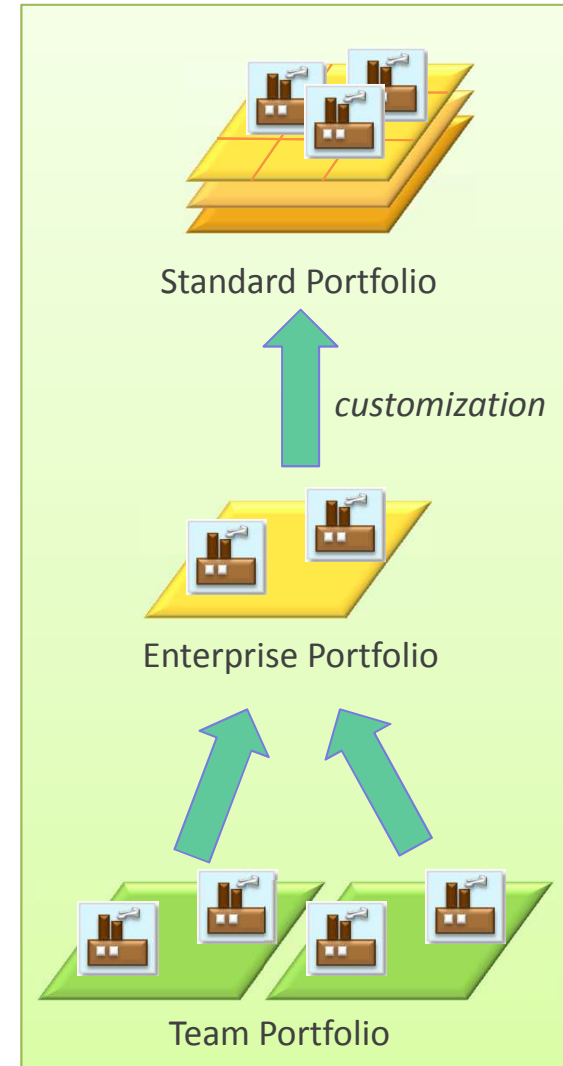 Standard Portfolio
customization
Enterprise Portfolio
Team Portfolio